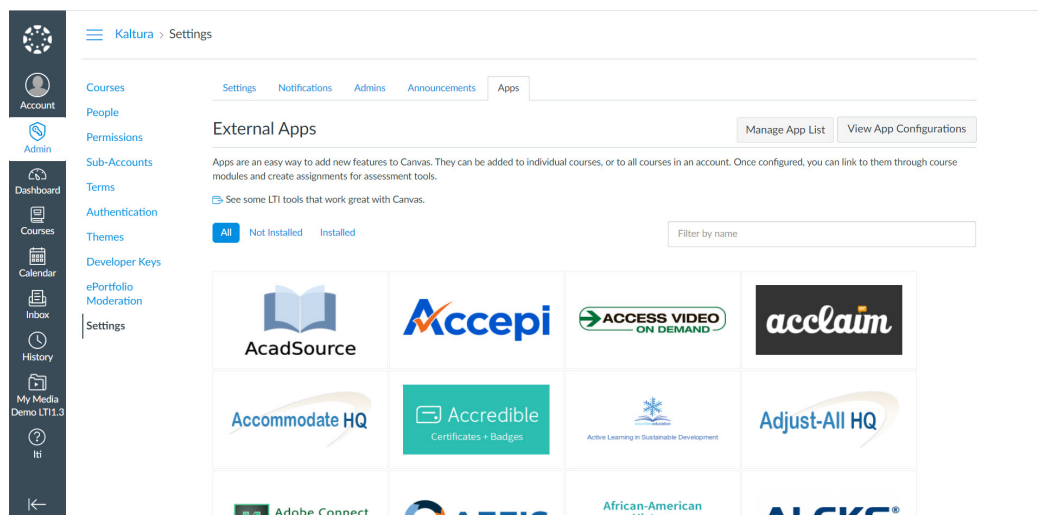 Kaltura > Settings
Account
Admin
Dashboard
Courses
Calendar
Inbox
History
My Media
Demo LTI1.3
lti
Courses
People
Permissions
Sub-Accounts
Terms
Authentication
Themes
Developer Keys
ePortfolio
Moderation
Settings
Settings Notifications Admins Announcements Apps
External Apps
Manage App List View App Configurations
Apps are an easy way to add new features to Canvas. They can be added to individual courses, or to all courses in an account. Once configured, you can link to them through course
modules and create assignments for assessment tools.
See some LTI tools that work great with Canvas.
All Not Installed Installed
Filter by name
AcadSource
Accepi
ACCESS VIDEO
ON DEMAND
acclaim
Accommodate HQ
Accredible
Certificates + Badges
Active Learning in Sustainable Development
Adjust-All HQ
Adobe Connect
African-American